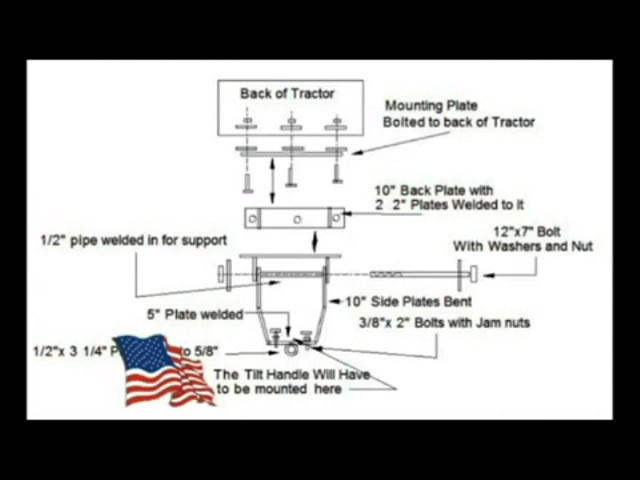 Back of Tractor
Mounting Plate
Bolted to back of Tractor
10" Back Plate with
2 2" Plates Welded to it
1/2" pipe welded in for support
12"x7" Bolt
With Washers and Nut
10" Side Plates Bent
5" Plate welded
3/8"x 2" Bolts with Jam nuts
1/2"x 3 1/4" to 5/8"
The Tilt Handle Will Have
to be mounted here